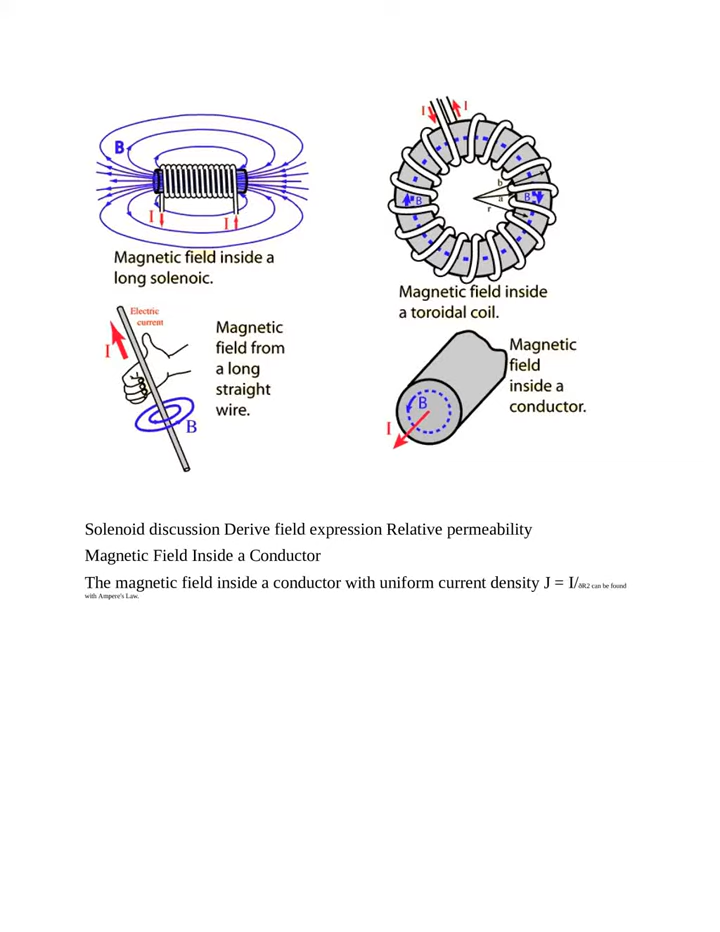 B
I
I
Magnetic field inside a
long solenoic.
I
I
b
a
r
B
B
Magnetic field inside
a toroidal coil.
Electric
current
I
B
Magnetic
field from
a long
straight
wire.
B
I
Magnetic
field
inside a
conductor.
Solenoid discussion Derive field expression Relative permeability
Magnetic Field Inside a Conductor
The magnetic field inside a conductor with uniform current density J = I/ðR2 can be found
with Ampere's Law.